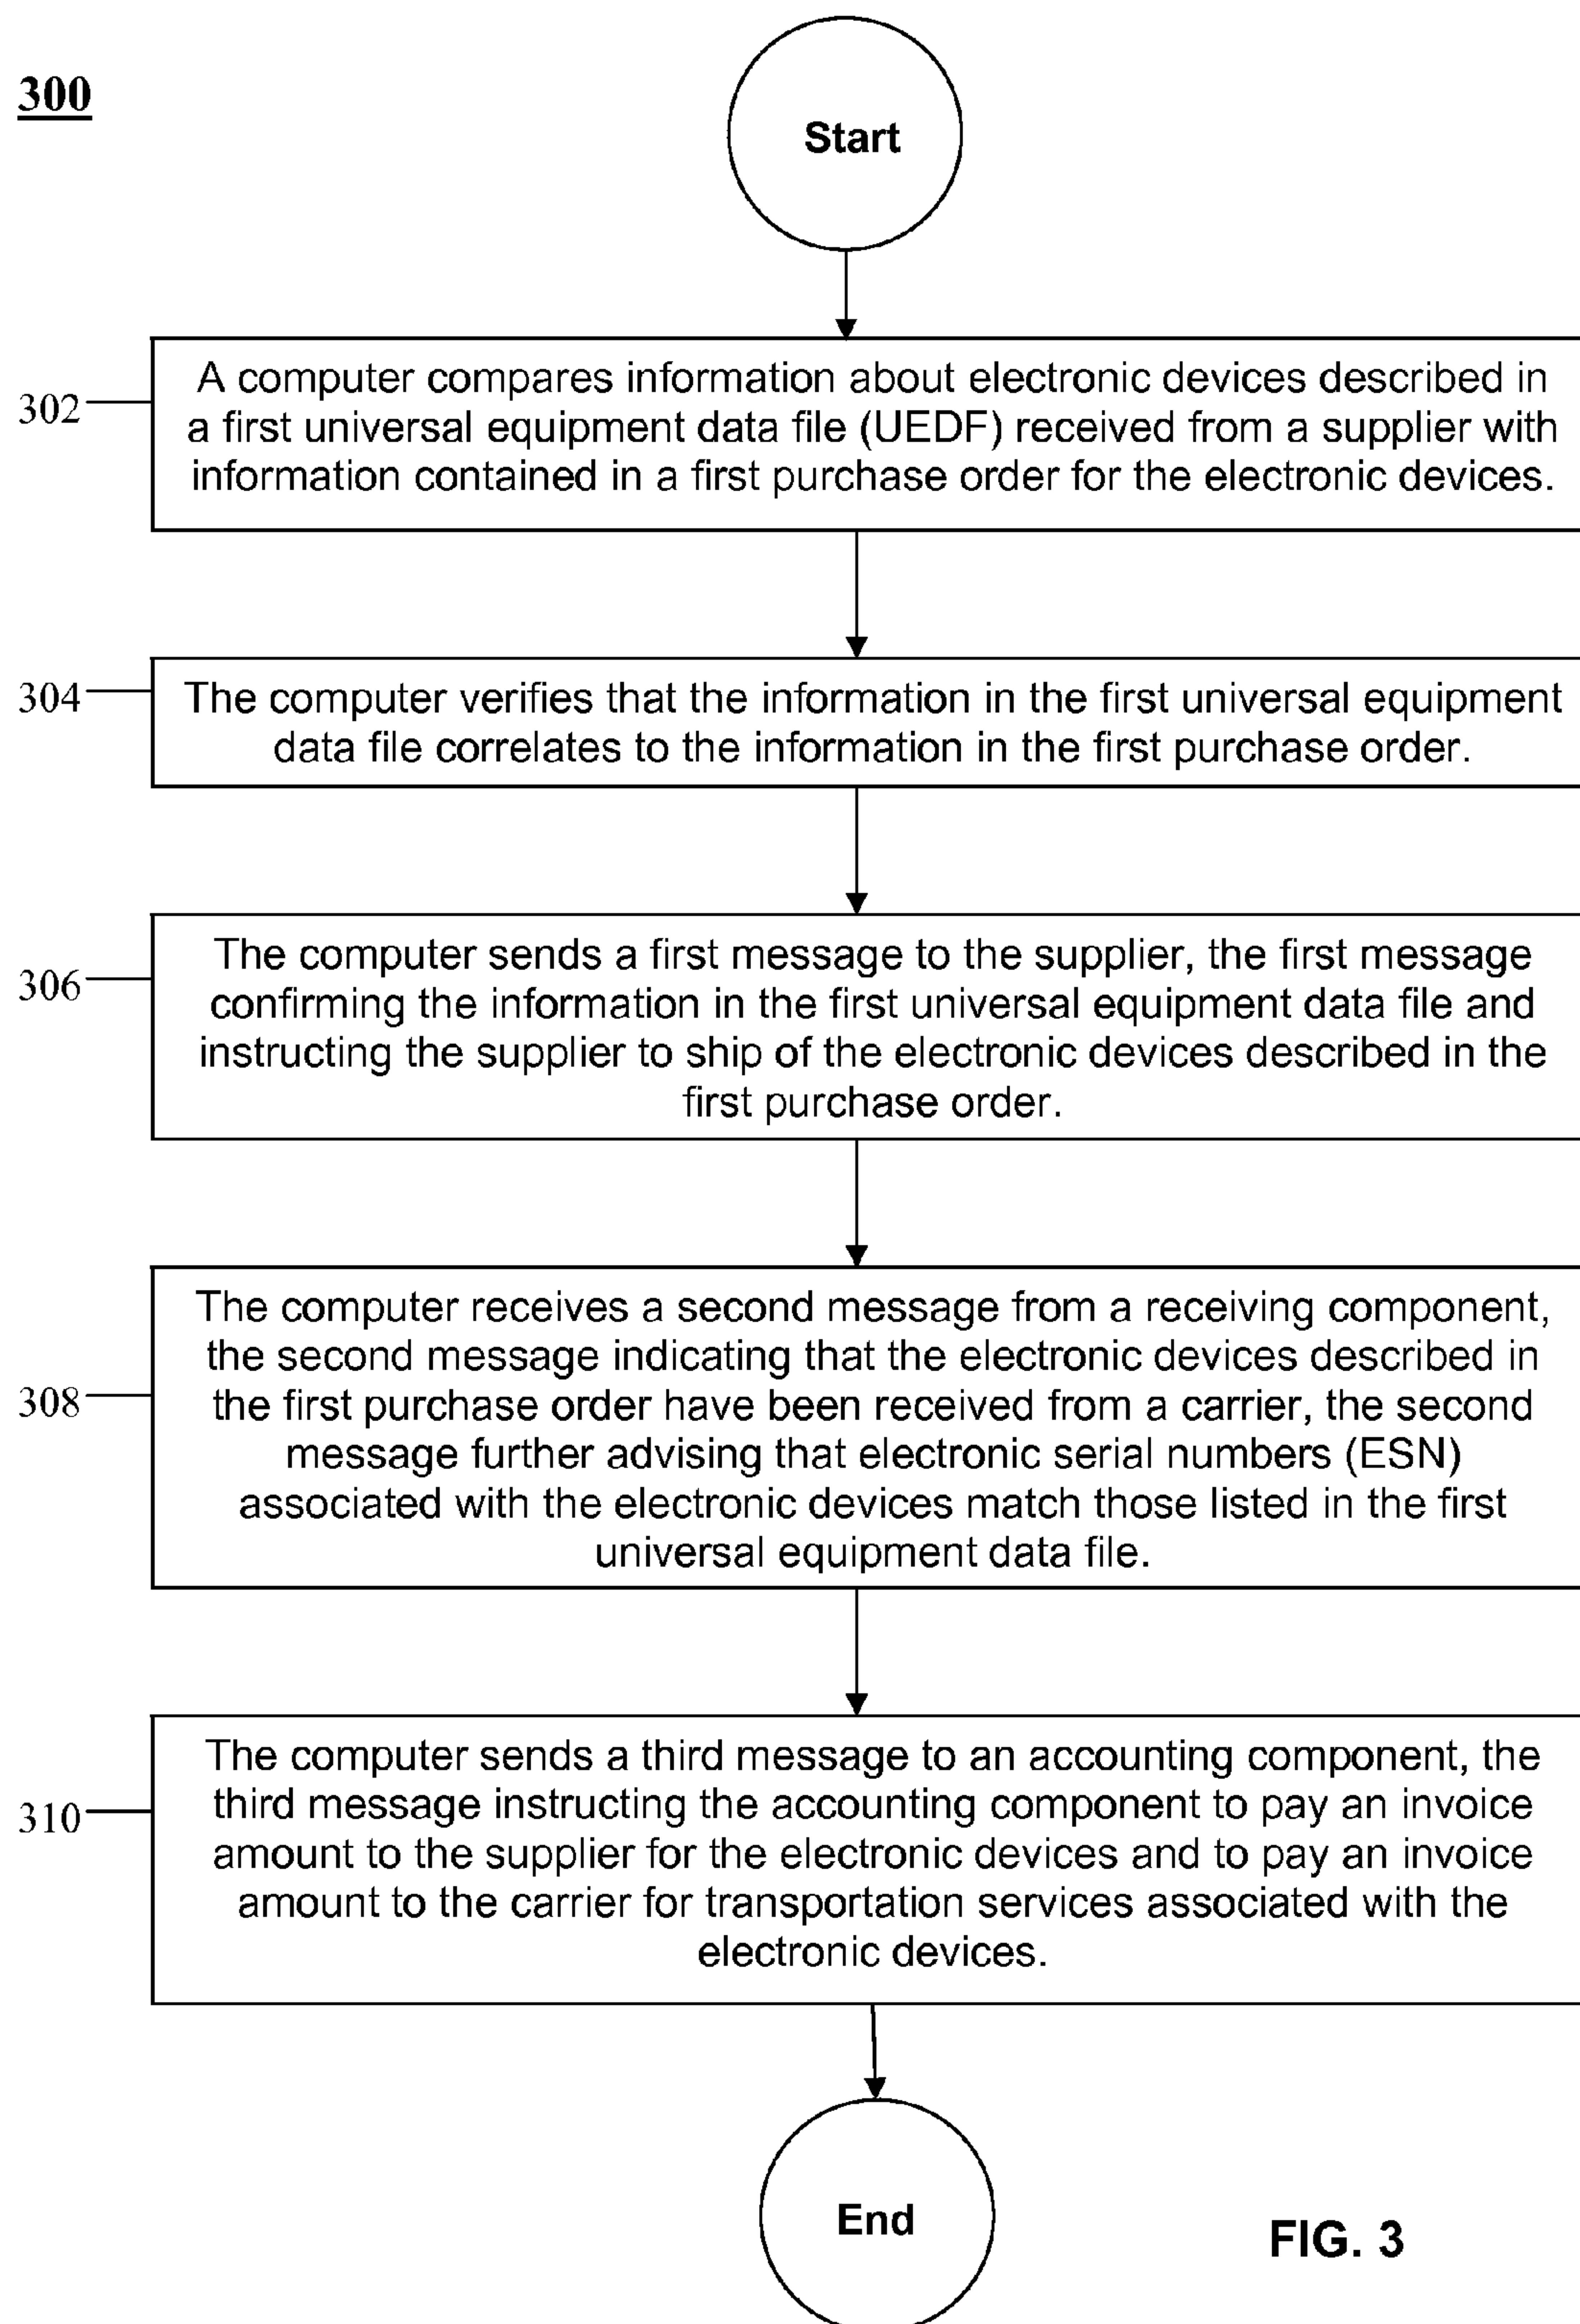 300
Start
302
A computer compares information about electronic devices described in
a first universal equipment data file (UEDF) received from a supplier with
information contained in a first purchase order for the electronic devices.
304
The computer verifies that the information in the first universal equipment
data file correlates to the information in the first purchase order.
306
The computer sends a first message to the supplier, the first message
confirming the information in the first universal equipment data file and
instructing the supplier to ship of the electronic devices described in the
first purchase order.
308
The computer receives a second message from a receiving component,
the second message indicating that the electronic devices described in
the first purchase order have been received from a carrier, the second
message further advising that electronic serial numbers (ESN)
associated with the electronic devices match those listed in the first
universal equipment data file.
310
The computer sends a third message to an accounting component, the
third message instructing the accounting component to pay an invoice
amount to the supplier for the electronic devices and to pay an invoice
amount to the carrier for transportation services associated with the
electronic devices.
End
FIG. 3